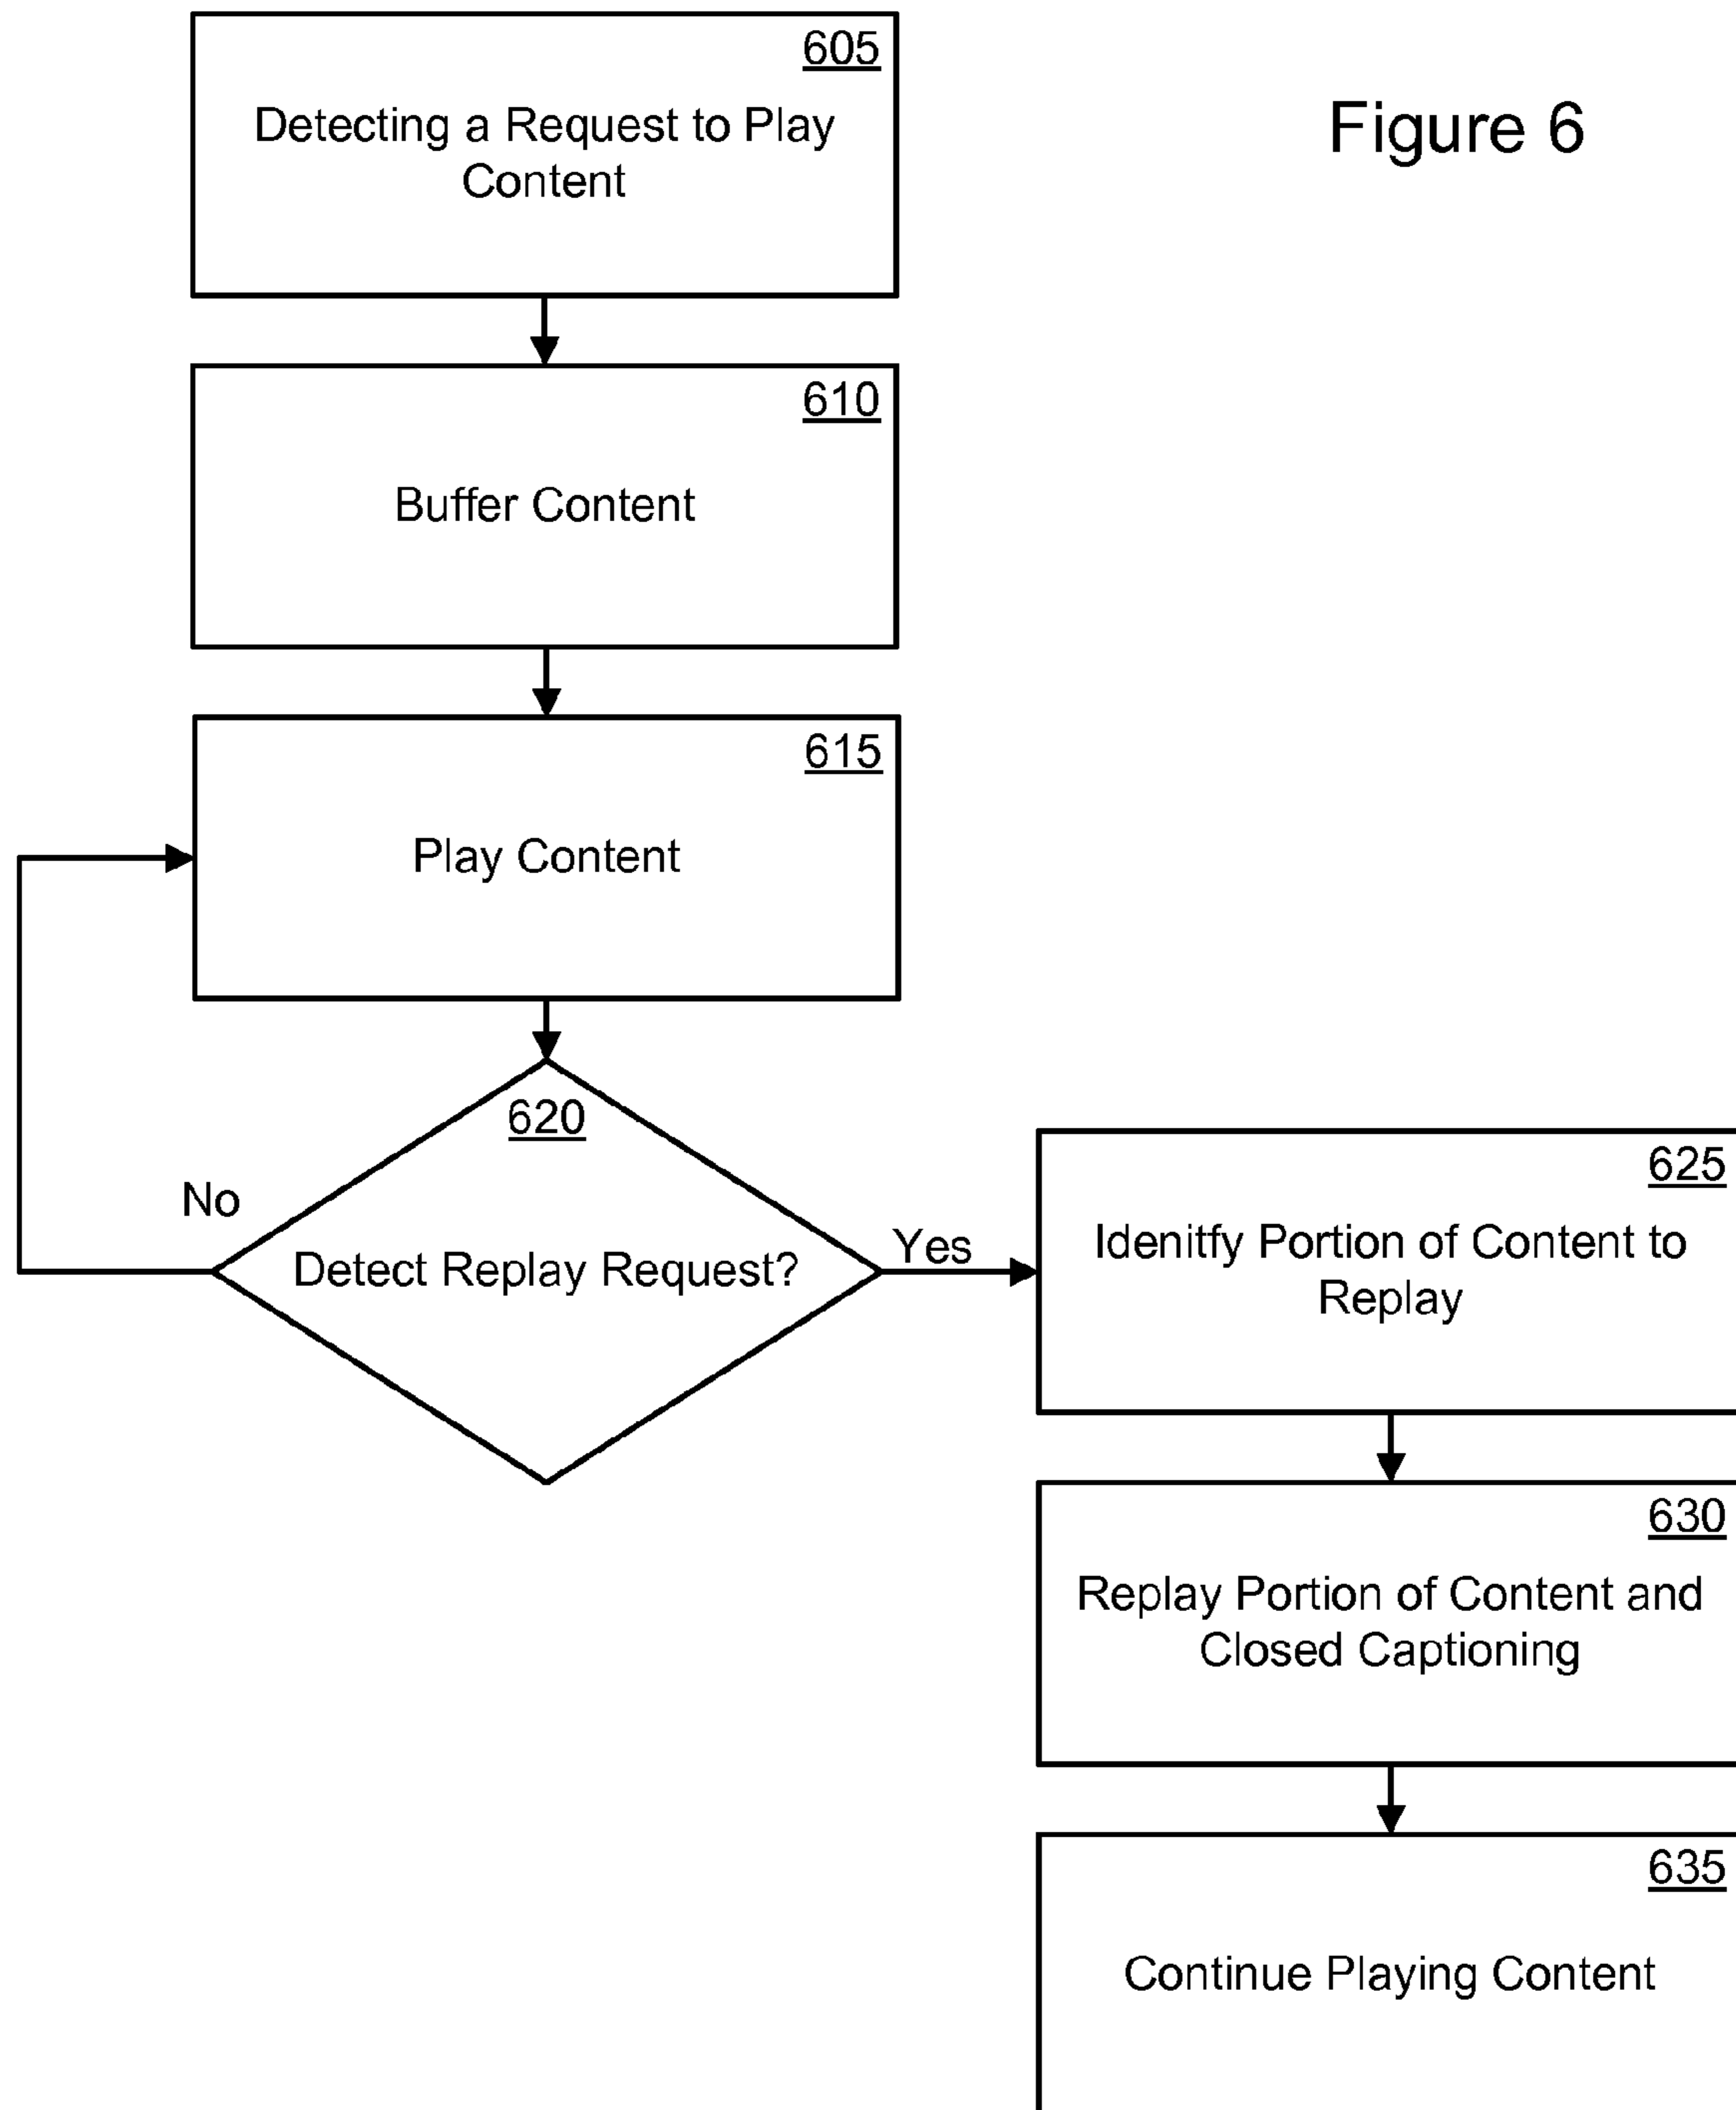 Figure 6
605
Detecting a Request to Play
Content
610
Buffer Content
615
Play Content
620
Detect Replay Request?
No
Yes
625
Idenitfy Portion of Content to
Replay
630
Replay Portion of Content and
Closed Captioning
635
Continue Playing Content